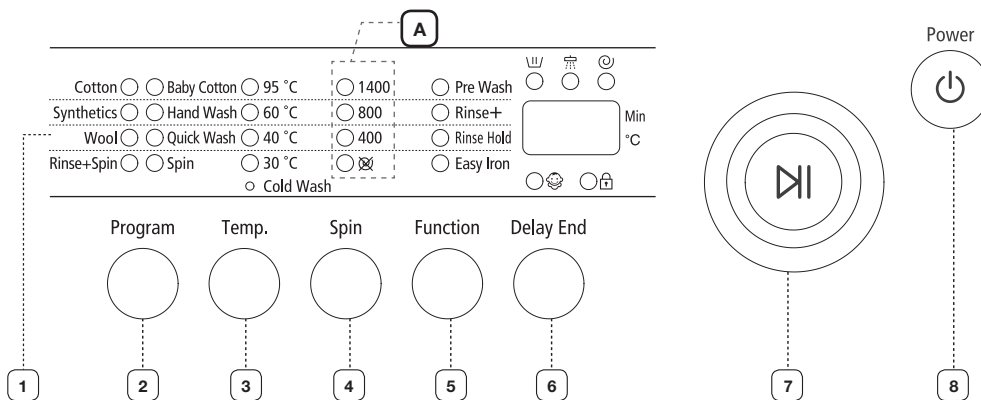 A
Power
Cotton Baby Cotton 95 ˚C 1400 Pre Wash
Synthetics Hand Wash 60 ˚C 800 Rinse+ Min
Wool Quick Wash 40 ˚C 400 Rinse Hold °C
Rinse+Spin Spin 30 ˚C Easy Iron
Cold Wash
Program Temp. Spin Function Delay End
1 2 3 4 5 6 7 8